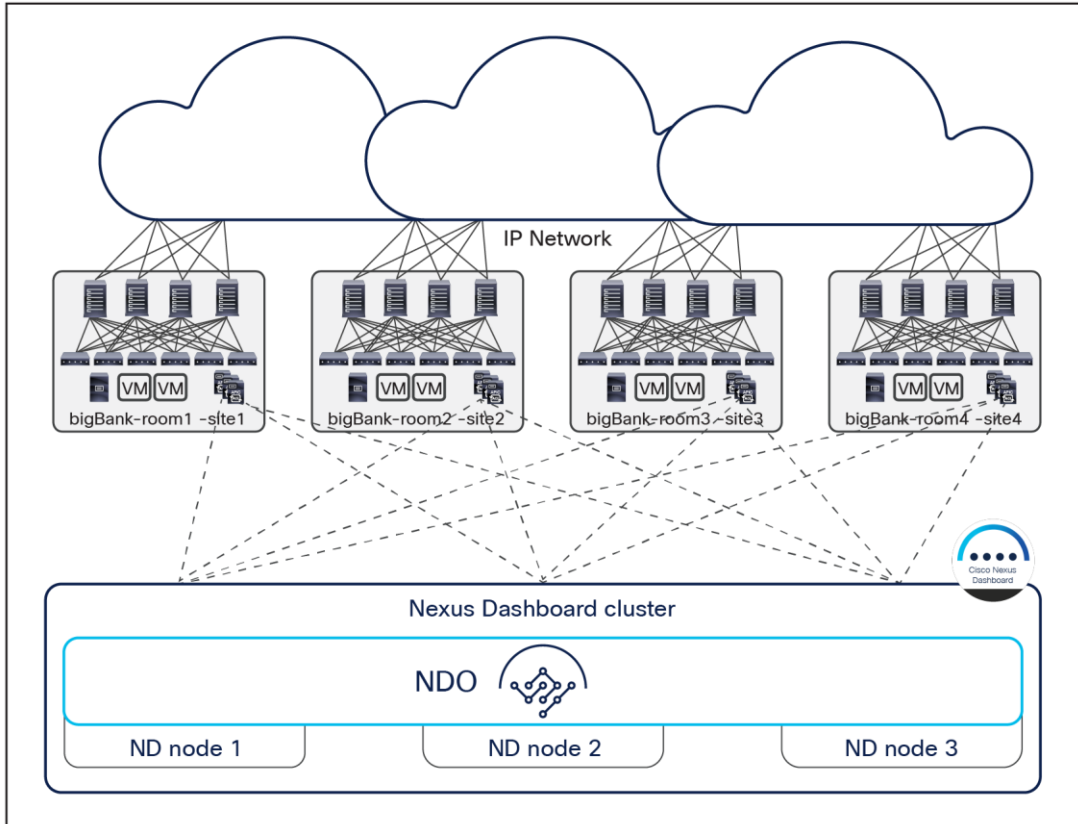 IP Network
VM VM
bigBank-room1 -site1
VM VM
bigBank-room2 -site2
VM VM
bigBank-room3 -site3
VM VM
bigBank-room4 -site4
Cisco Nexus
Dashboard
Nexus Dashboard cluster
NDO
ND node 1
ND node 2
ND node 3